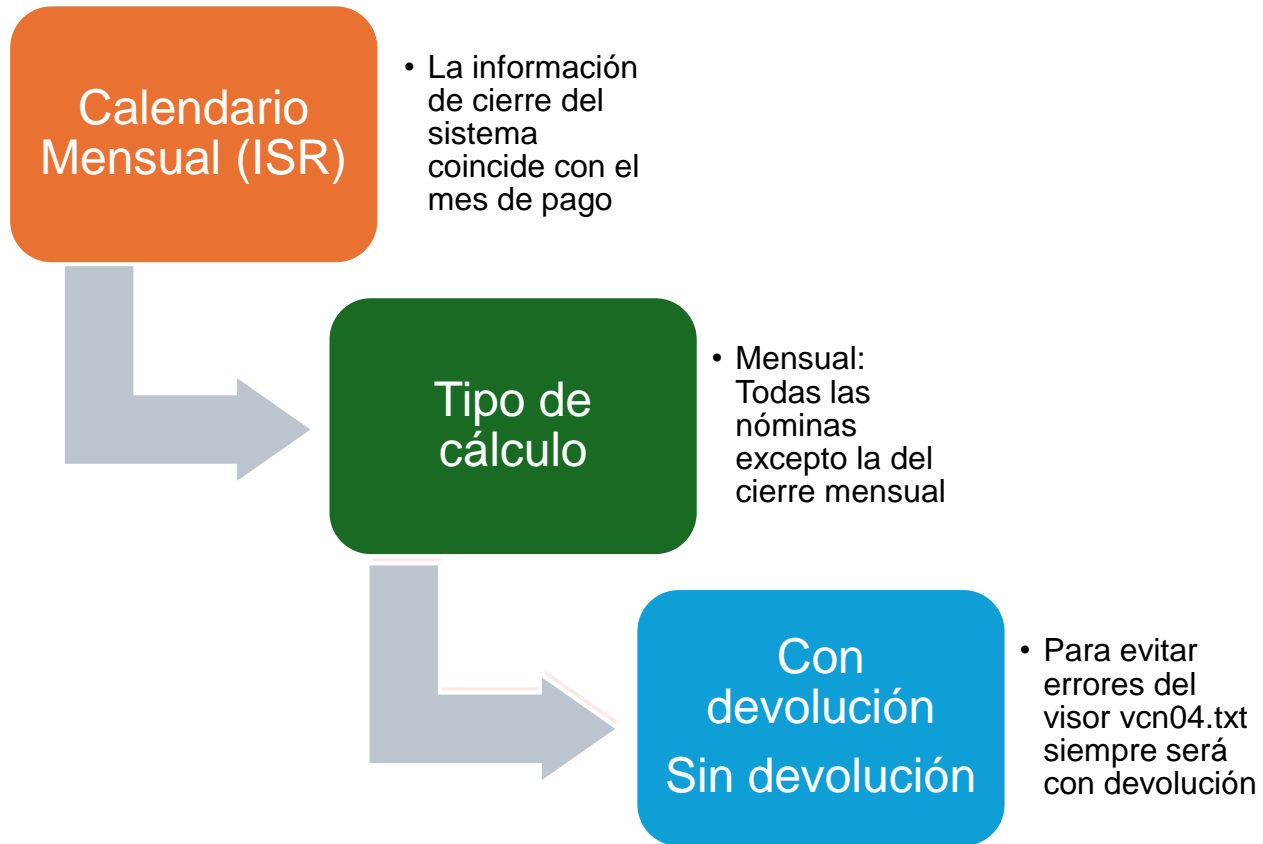 Calendario
Mensual (ISR)
• La información
de cierre del
sistema
coincide con el
mes de pago
Tipo de
cálculo
• Mensual:
Todas las
nóminas
excepto la del
cierre mensual
Con
devolución
Sin devolución
• Para evitar
errores del
visor vcn04.txt
siempre será
con devolución